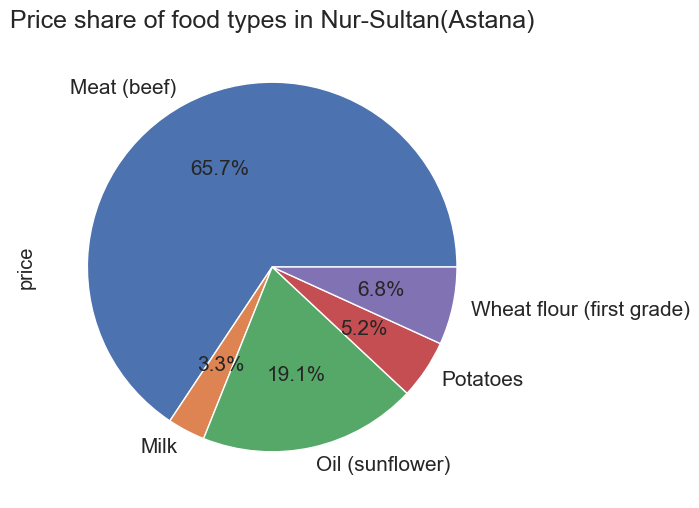 Price share of food types in Nur-Sultan(Astana)
Meat (beef)
65.7%
price
6.8%
Wheat flour (first grade)
5.2%
3.3%
19.1%
Potatoes
Milk
Oil (sunflower)